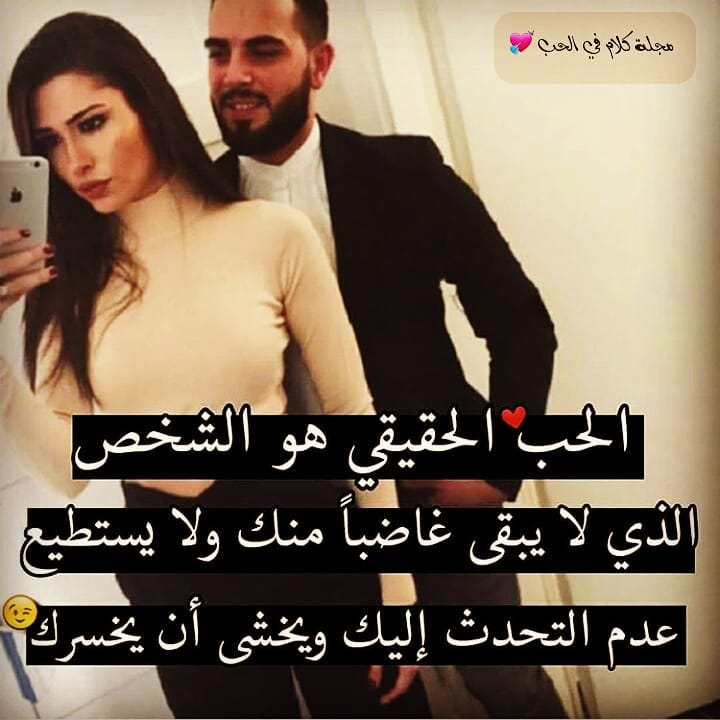 مجلة كلام في الحب 💘
الحب❤ الحقيقي هو الشخص
الذي لا يبقى غاضباً منك ولا يستطيع
عدم التحدث إليك ويخشى أن يخسرك😉